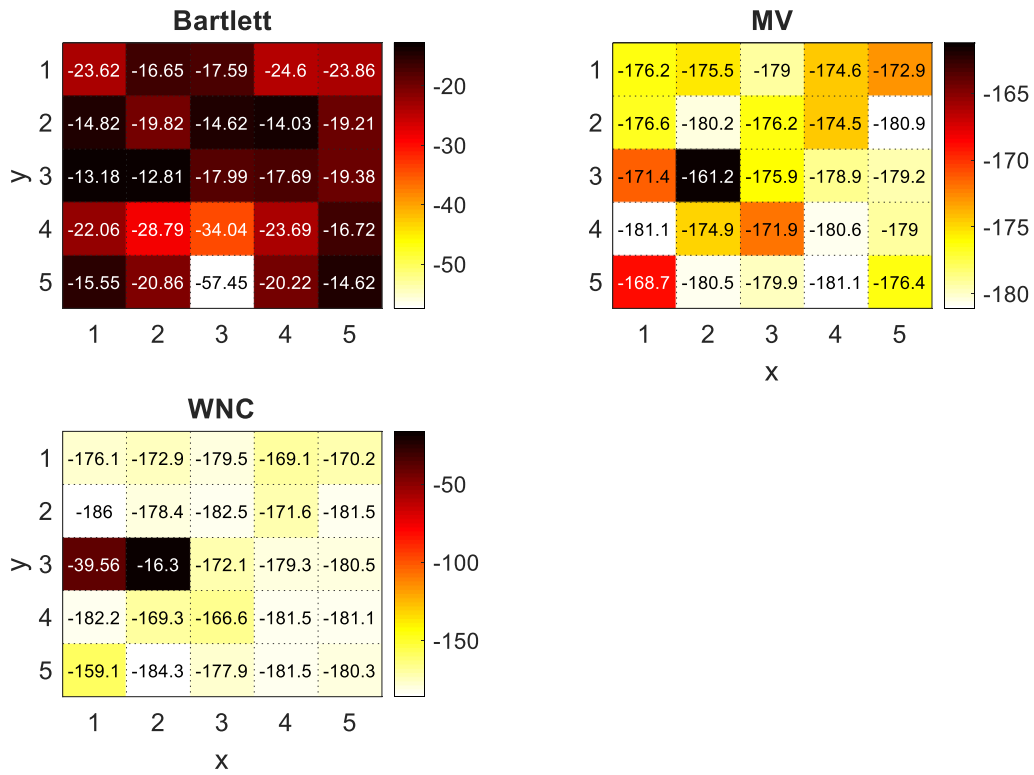 Bartlett
1 -23.62 -16.65 -17.59 -24.6 -23.86
2 -14.82 -19.82 -14.62 -14.03 -19.21
3 -13.18 -12.81 -17.99 -17.69 -19.38
4 -22.06 -28.79 -34.04 -23.69 -16.72
5 -15.55 -20.86 -57.45 -20.22 -14.62
1 2 3 4 5
y
-20
-30
-40
-50
MV
-176.2 -175.5 -179 -174.6 -172.9
-176.6 -180.2 -176.2 -174.5 -180.9
-171.4 -161.2 -175.9 -178.9 -179.2
-181.1 -174.9 -171.9 -180.6 -179
-168.7 -180.5 -179.9 -181.1 -176.4
1
2
3
4
5
1 2 3 4 5
x
-165
-170
-175
-180
WNC
1 -176.1 -172.9 -179.5 -169.1 -170.2
2 -186 -178.4 -182.5 -171.6 -181.5
3 -39.56 -16.3 -172.1 -179.3 -180.5
4 -182.2 -169.3 -166.6 -181.5 -181.1
5 -159.1 -184.3 -177.9 -181.5 -180.3
1 2 3 4 5
y
x
-50
-100
-150